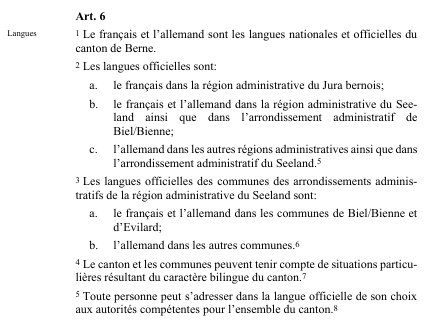 Art. 6
Langues
1 Le français et l'allemand sont les langues nationales et officielles du
canton de Berne.
2 Les langues officielles sont:
a. le français dans la région administrative du Jura bernois;
b. le français et l'allemand dans la région administrative du See-
land ainsi que dans l'arrondissement administratif de
Biel/Bienne;
c. l'allemand dans les autres régions administratives ainsi que dans
l'arrondissement administratif du Seeland.5
3 Les langues officielles des communes des arrondissements adminis-
tratifs de la région administrative du Seeland sont:
a. le français et l'allemand dans les communes de Biel/Bienne et
d'Evilard;
b. l'allemand dans les autres communes.6
4 Le canton et les communes peuvent tenir compte de situations particu-
lières résultant du caractère bilingue du canton.7
5 Toute personne peut s'adresser dans la langue officielle de son choix
aux autorités compétentes pour l'ensemble du canton.8